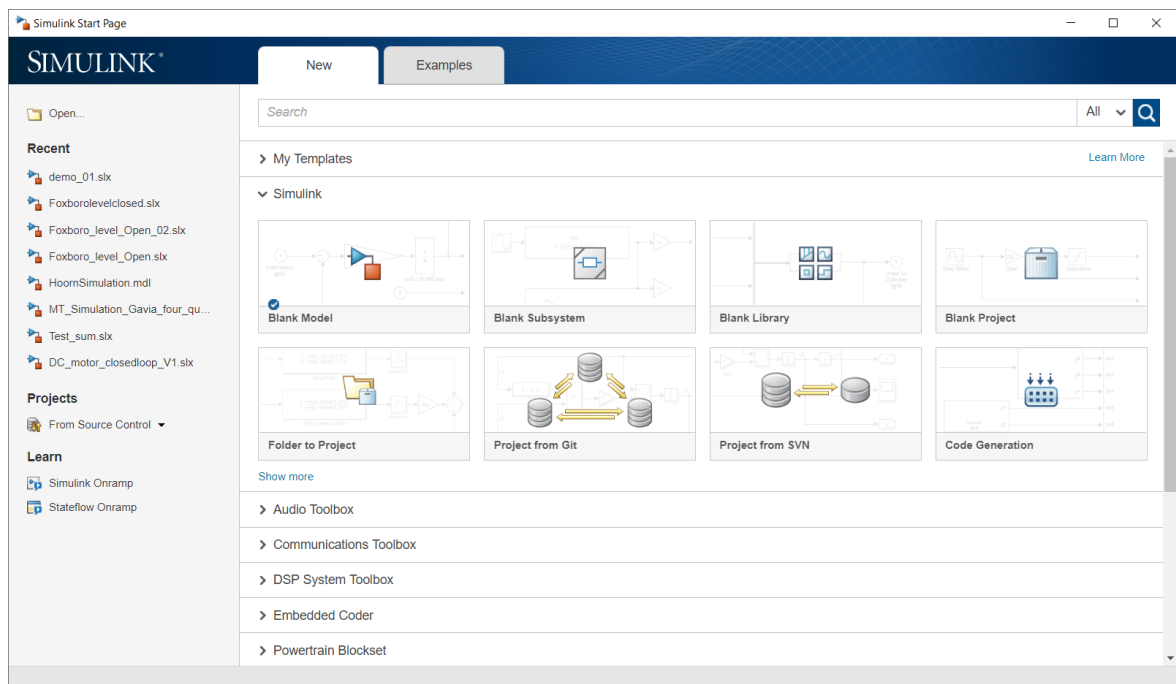 Simulink Start Page
SIMULINK®
New
Examples
Open...
Recent
demo_01.slx
Foxborolevelclosed.slx
Foxboro_level_Open_02.slx
Foxboro_level_Open.slx
HoornSimulation.mdl
MT_Simulation_Gavia_four_qu...
Test_sum.slx
DC_motor_closedloop_V1.slx
Projects
From Source Control
Learn
Simulink Onramp
Stateflow Onramp
Search
All
My Templates
Learn More
Simulink
Blank Model
Blank Subsystem
Blank Library
Blank Project
Folder to Project
Project from Git
Project from SVN
Code Generation
Show more
Audio Toolbox
Communications Toolbox
DSP System Toolbox
Embedded Coder
Powertrain Blockset